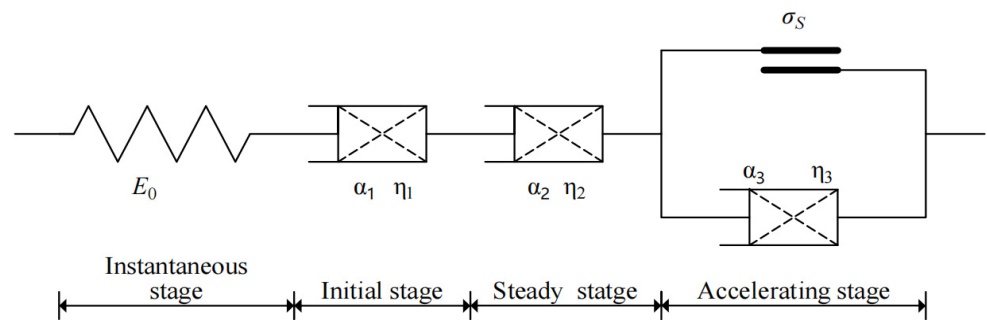 σS
E0
α1 η1
α2 η2
α3 η3
Instantaneous
stage
Initial stage
Steady statge
Accelerating stage